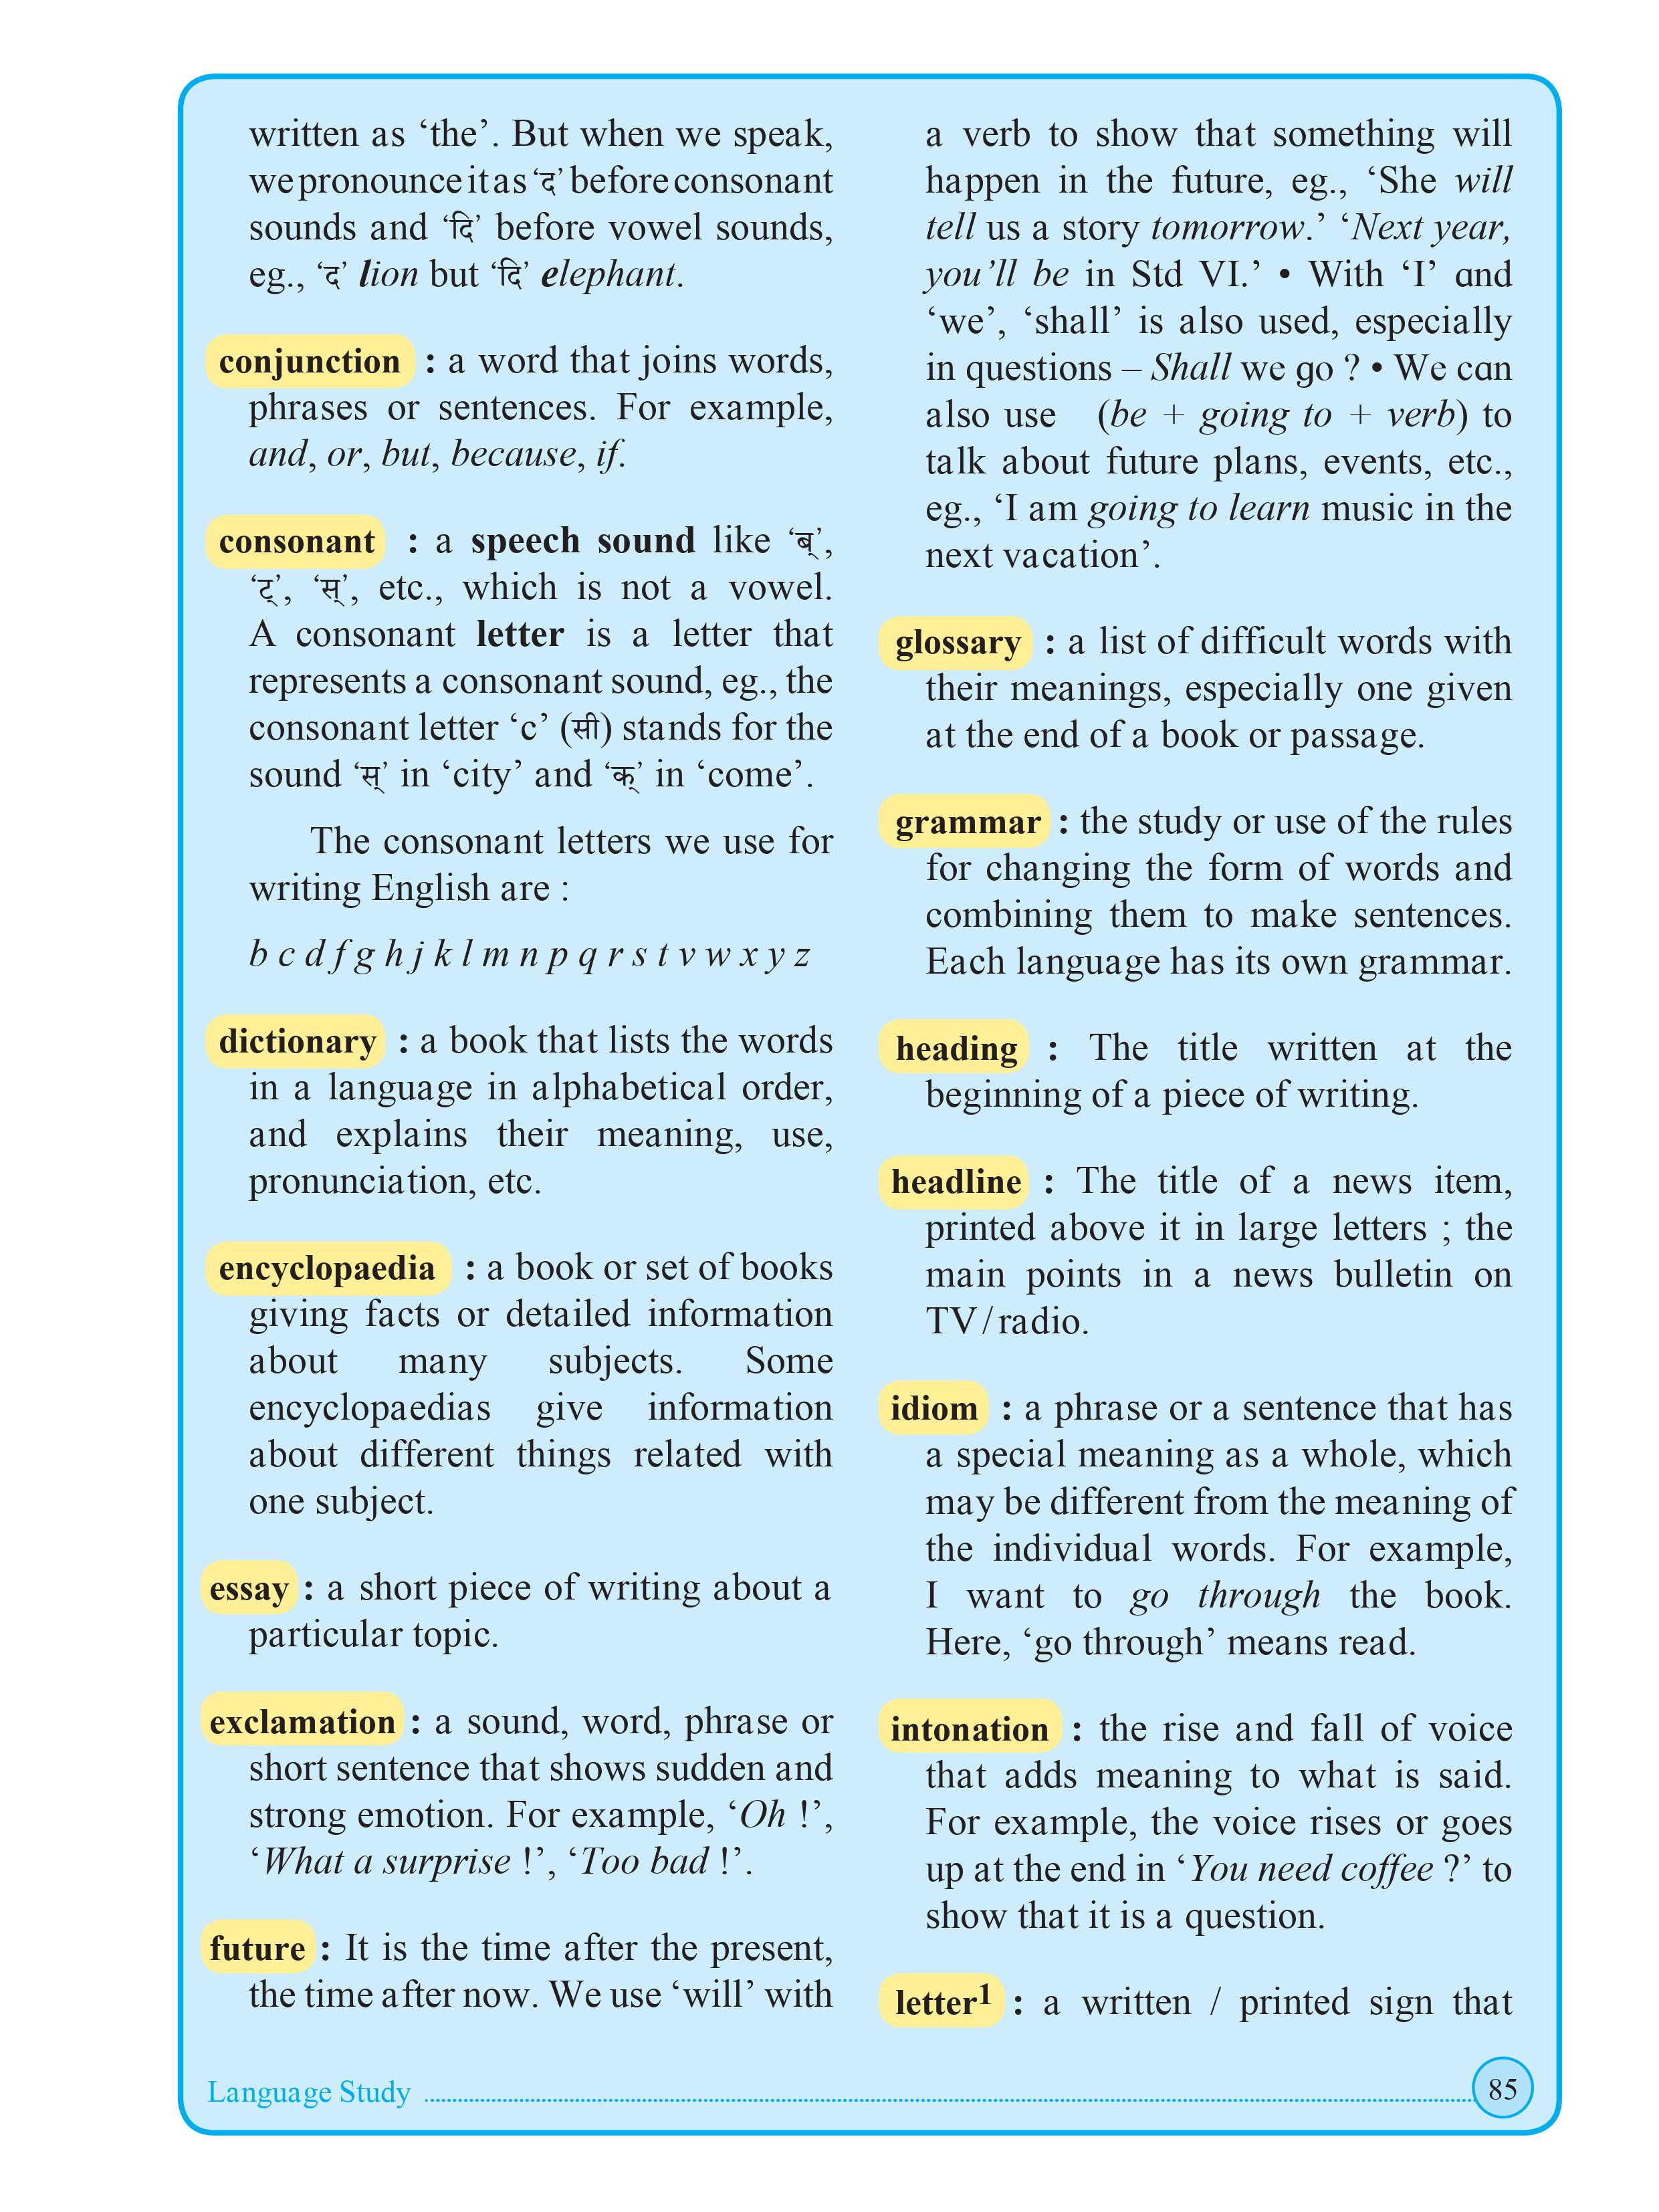 written as ‘the’. But when we speak,
we pronounce it as ‘द’ before consonant
sounds and ‘दि’ before vowel sounds,
eg., ‘द’ lion but ‘दि’ elephant.
conjunction : a word that joins words,
phrases or sentences. For example,
and, or, but, because, if.
consonant : a speech sound like ‘ब्’,
‘ट्’, ‘स्’, etc., which is not a vowel.
A consonant letter is a letter that
represents a consonant sound, eg., the
consonant letter ‘c’ (सी) stands for the
sound ‘स्’ in ‘city’ and ‘क्’ in ‘come’.
The consonant letters we use for
writing English are :
b c d f g h j k l m n p q r s t v w x y z
dictionary : a book that lists the words
in a language in alphabetical order,
and explains their meaning, use,
pronunciation, etc.
encyclopaedia : a book or set of books
giving facts or detailed information
about many subjects. Some
encyclopaedias give information
about different things related with
one subject.
essay : a short piece of writing about a
particular topic.
exclamation : a sound, word, phrase or
short sentence that shows sudden and
strong emotion. For example, ‘Oh !’,
‘What a surprise !’, ‘Too bad !’.
future : It is the time after the present,
the time after now. We use ‘will’ with
a verb to show that something will
happen in the future, eg., ‘She will
tell us a story tomorrow.’ ‘Next year,
you’ll be in Std VI.’ • With ‘I’ and
‘we’, ‘shall’ is also used, especially
in questions – Shall we go ? • We can
also use (be + going to + verb) to
talk about future plans, events, etc.,
eg., ‘I am going to learn music in the
next vacation’.
glossary : a list of difficult words with
their meanings, especially one given
at the end of a book or passage.
grammar : the study or use of the rules
for changing the form of words and
combining them to make sentences.
Each language has its own grammar.
heading : The title written at the
beginning of a piece of writing.
headline : The title of a news item,
printed above it in large letters ; the
main points in a news bulletin on
TV / radio.
idiom : a phrase or a sentence that has
a special meaning as a whole, which
may be different from the meaning of
the individual words. For example,
I want to go through the book.
Here, ‘go through’ means read.
intonation : the rise and fall of voice
that adds meaning to what is said.
For example, the voice rises or goes
up at the end in ‘You need coffee ?’ to
show that it is a question.
letter¹ : a written / printed sign that
Language Study
85